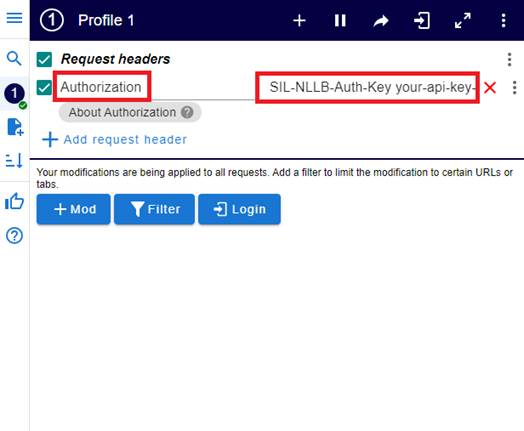 1 Profile 1
Request headers
Authorization SIL-NLLB-Auth-Key your-api-key-
1
About Authorization ?
Add request header
Your modifications are being applied to all requests. Add a filter to limit the modification to certain URLs or
tabs.
+ Mod Filter Login